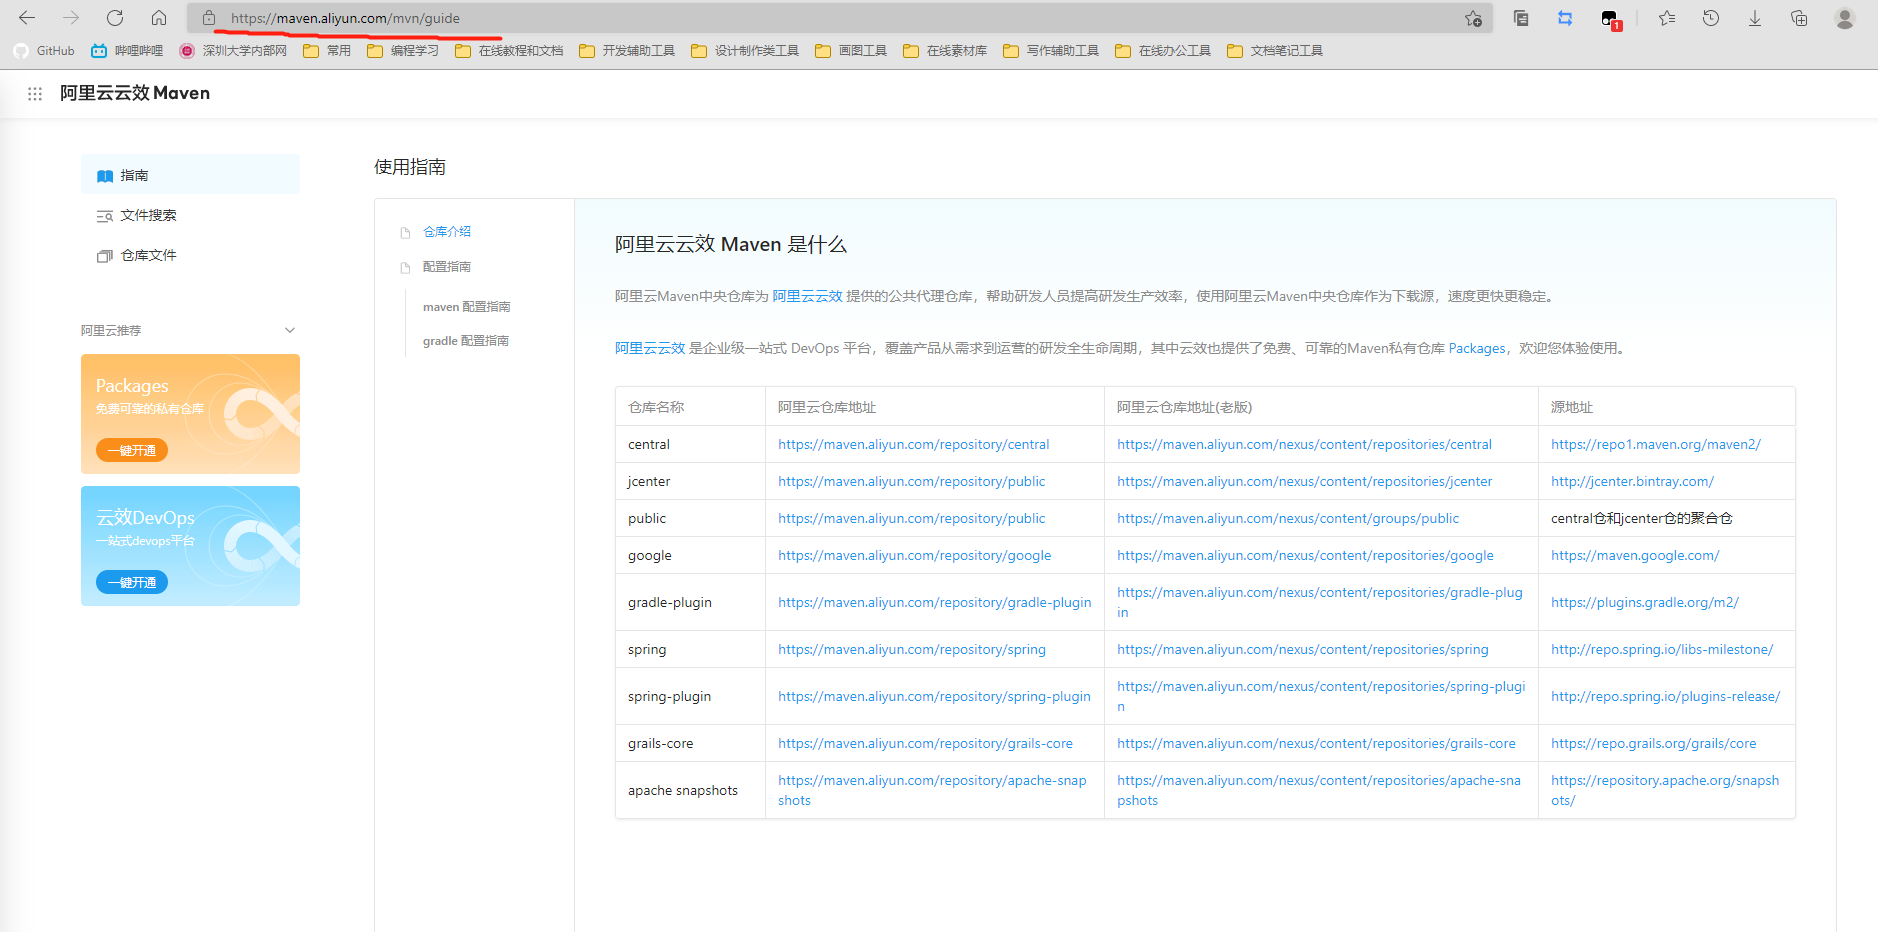 https://maven.aliyun.com/mvn/guide
1
GitHub 哔哩哔哩 深圳大学内部网 常用 编程学习 在线教程和文档 开发辅助工具 设计制作类工具 画图工具 在线素材库 写作辅助工具 在线办公工具 文档笔记工具
阿里云云效 Maven
指南
文件搜索
仓库文件
阿里云推荐
Packages
免费可靠的私有仓库
一键开通
云效DevOps
一站式devops平台
一键开通
使用指南
仓库介绍
配置指南
maven 配置指南
gradle 配置指南
阿里云云效 Maven 是什么
阿里云Maven中央仓库为 阿里云云效 提供的公共代理仓库，帮助研发人员提高研发生产效率，使用阿里云Maven中央仓库作为下载源，速度更快更稳定。
阿里云云效 是企业级一站式 DevOps 平台，覆盖产品从需求到运营的研发全生命周期，其中云效也提供了免费、可靠的Maven私有仓库 Packages，欢迎您体验使用。
仓库名称 阿里云仓库地址 阿里云仓库地址(老版) 源地址
central https://maven.aliyun.com/repository/central https://maven.aliyun.com/nexus/content/repositories/central https://repo1.maven.org/maven2/
jcenter https://maven.aliyun.com/repository/public https://maven.aliyun.com/nexus/content/repositories/jcenter http://jcenter.bintray.com/
public https://maven.aliyun.com/repository/public https://maven.aliyun.com/nexus/content/groups/public central仓和jcenter仓的聚合仓
google https://maven.aliyun.com/repository/google https://maven.aliyun.com/nexus/content/repositories/google https://maven.google.com/
gradle-plugin https://maven.aliyun.com/repository/gradle-plugin https://maven.aliyun.com/nexus/content/repositories/gradle-plug
in https://plugins.gradle.org/m2/
spring https://maven.aliyun.com/repository/spring https://maven.aliyun.com/nexus/content/repositories/spring http://repo.spring.io/libs-milestone/
spring-plugin https://maven.aliyun.com/repository/spring-plugin https://maven.aliyun.com/nexus/content/repositories/spring-plugi
n http://repo.spring.io/plugins-release/
grails-core https://maven.aliyun.com/repository/grails-core https://maven.aliyun.com/nexus/content/repositories/grails-core https://repo.grails.org/grails/core
apache snapshots https://maven.aliyun.com/repository/apache-snap
shots https://maven.aliyun.com/nexus/content/repositories/apache-sna
pshots https://repository.apache.org/snapsh
ots/